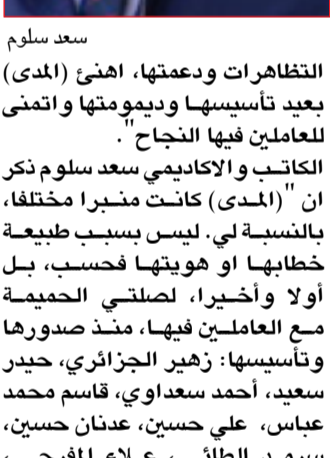 سعد سلوم
التظاهرات ودعمتها، اهنئ (المدى)
بعيد تأسيسها وديمومتها واتمنى
للعاملين فيها النجاح".
الكاتب والاكاديمي سعد سلوم ذكر
ان "(المدى) كانت منبرا مختلفا،
بالنسبة لي. ليس بسبب طبيعة
خطابها او هويتها فحسب، بل
أولا وأخيرا، لصلتي الحميمة
مع العاملين فيها، منذ صدورها
وتأسيسها: زهير الجزائري، حيدر
سعيد، أحمد سعداوي، قاسم محمد
عباس، علي حسين، عدنان حسين،